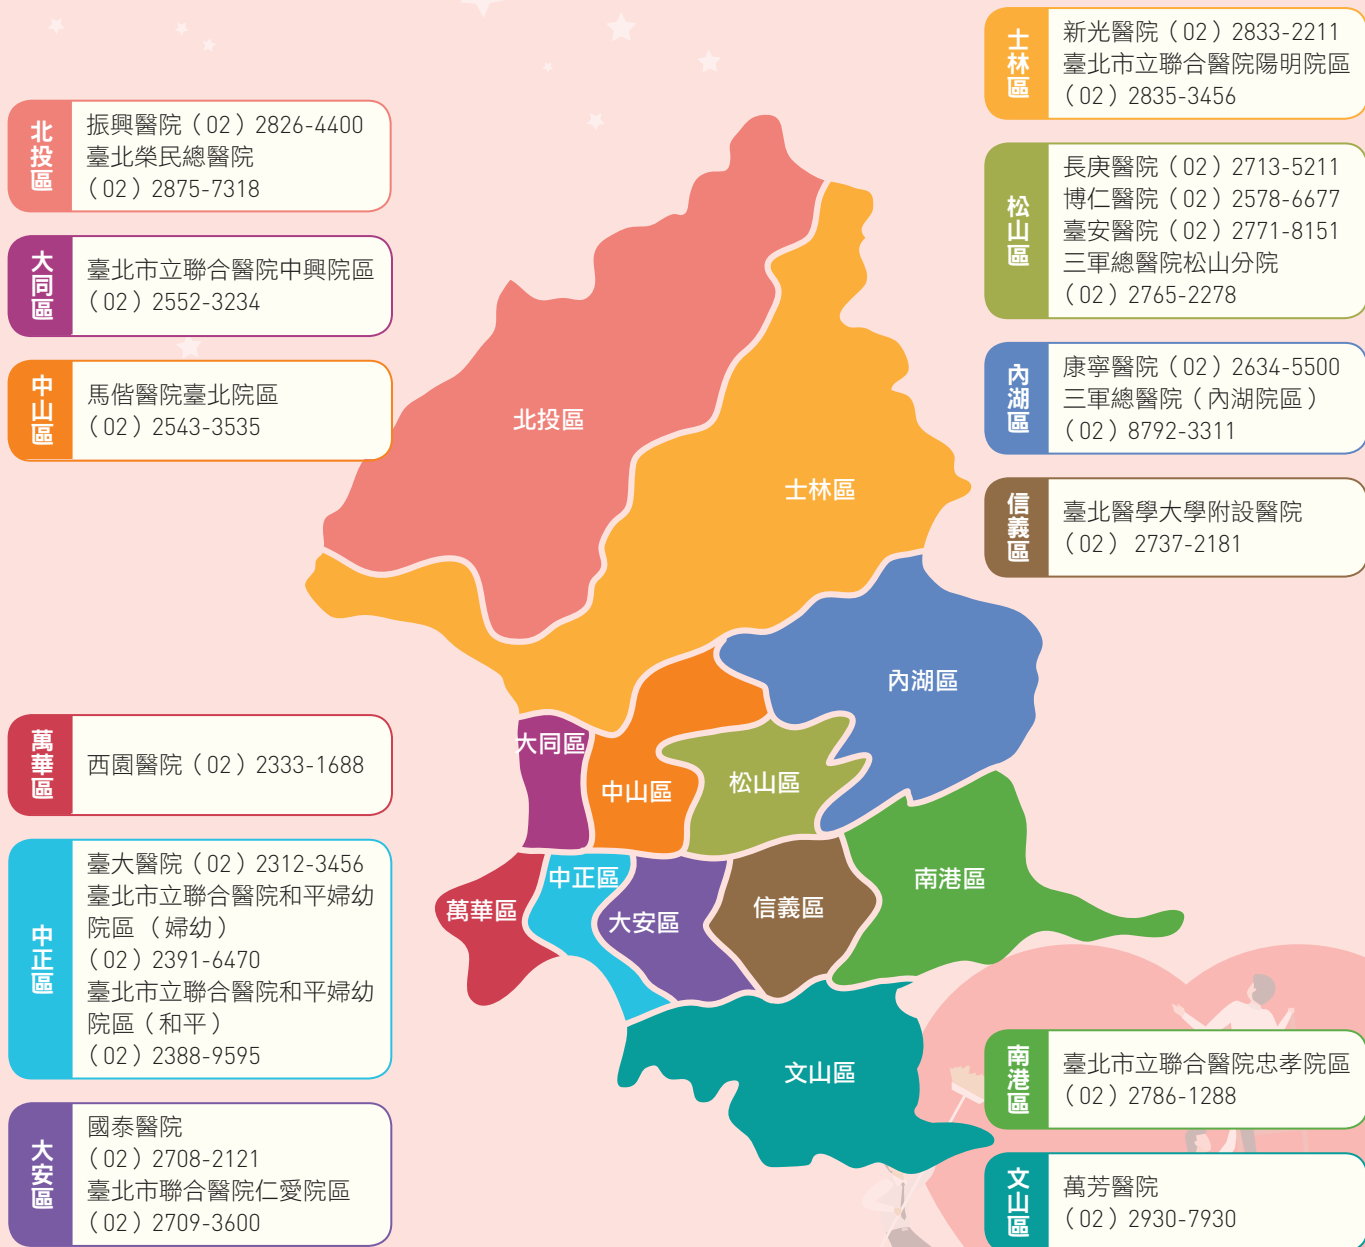 北投區
振興醫院（02）2826-4400
臺北榮民總醫院
（02）2875-7318
大同區
臺北市立聯合醫院中興院區
（02）2552-3234
中山區
馬偕醫院臺北院區
（02）2543-3535
萬華區
西園醫院（02）2333-1688
中正區
臺大醫院（02）2312-3456
臺北市立聯合醫院和平婦幼
院區（婦幼）
（02）2391-6470
臺北市立聯合醫院和平婦幼
院區（和平）
（02）2388-9595
大安區
國泰醫院
（02）2708-2121
臺北市聯合醫院仁愛院區
（02）2709-3600
北投區
士林區
內湖區
大同區
中山區
松山區
萬華區
中正區
大安區
信義區
南港區
文山區
士林區
新光醫院（02）2833-2211
臺北市立聯合醫院陽明院區
（02）2835-3456
松山區
長庚醫院（02）2713-5211
博仁醫院（02）2578-6677
臺安醫院（02）2771-8151
三軍總醫院松山分院
（02）2765-2278
內湖區
康寧醫院（02）2634-5500
三軍總醫院（內湖院區）
（02）8792-3311
信義區
臺北醫學大學附設醫院
（02） 2737-2181
南港區
臺北市立聯合醫院忠孝院區
（02）2786-1288
文山區
萬芳醫院
（02）2930-7930